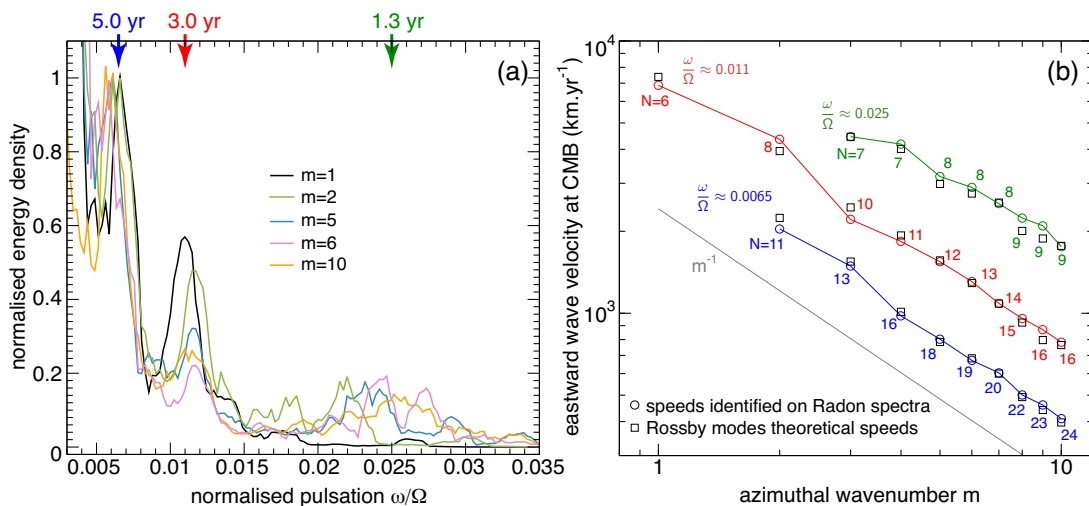 5.0 yr 3.0 yr 1.3 yr
(a)
normalised energy density
1
0.8
0.6
0.4
0.2
0
m=1
m=2
m=5
m=6
m=10
0.005 0.01 0.015 0.02 0.025 0.03 0.035
normalised pulsation ω/Ω
(b)
eastward wave velocity at CMB (km.yr⁻¹)
10⁴
10³
ω/Ω ≈ 0.011
N=6
8
10
11
12
13
14
15
16
16
ω/Ω ≈ 0.025
N=7
7
8
8
8
9
9
9
ω/Ω ≈ 0.0065
N=11
13
16
18
19
20
22
23
24
m⁻¹
speeds identified on Radon spectra
Rossby modes theoretical speeds
1 10
azimuthal wavenumber m